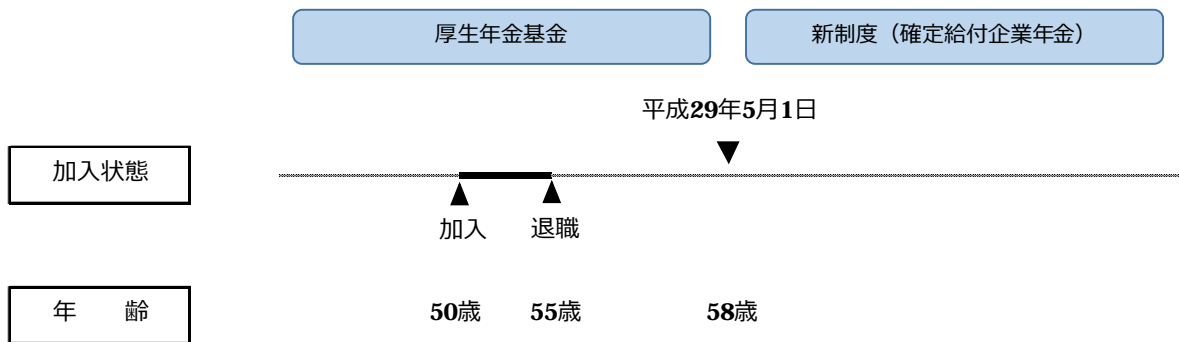 厚生年金基金 新制度（確定給付企業年金）
平成29年5月1日
▼
加入状態
▲ ▲
加入 退職
年　齢 50歳 55歳 58歳